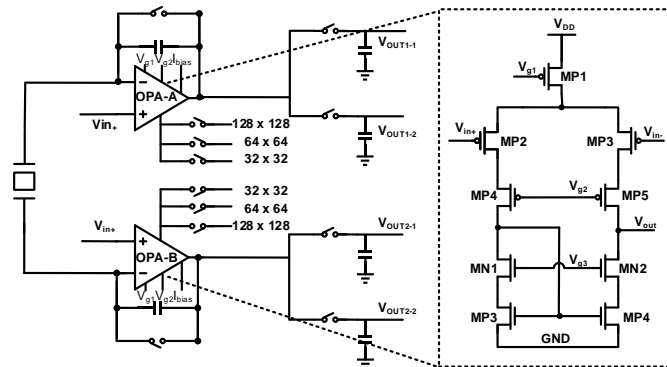 V_g1 V_g2 I_bias
OPA-A
Vin+
128 x 128
64 x 64
32 x 32
V_OUT1-1
V_OUT1-2
32 x 32
64 x 64
128 x 128
V_in+
OPA-B
V_g1 V_g2 I_bias
V_OUT2-1
V_OUT2-2
V_DD
V_g1
MP1
V_in+
MP2
MP3
V_in-
MP4
V_g2
MP5
V_out
MN1
V_g3
MN2
MP3
MP4
GND